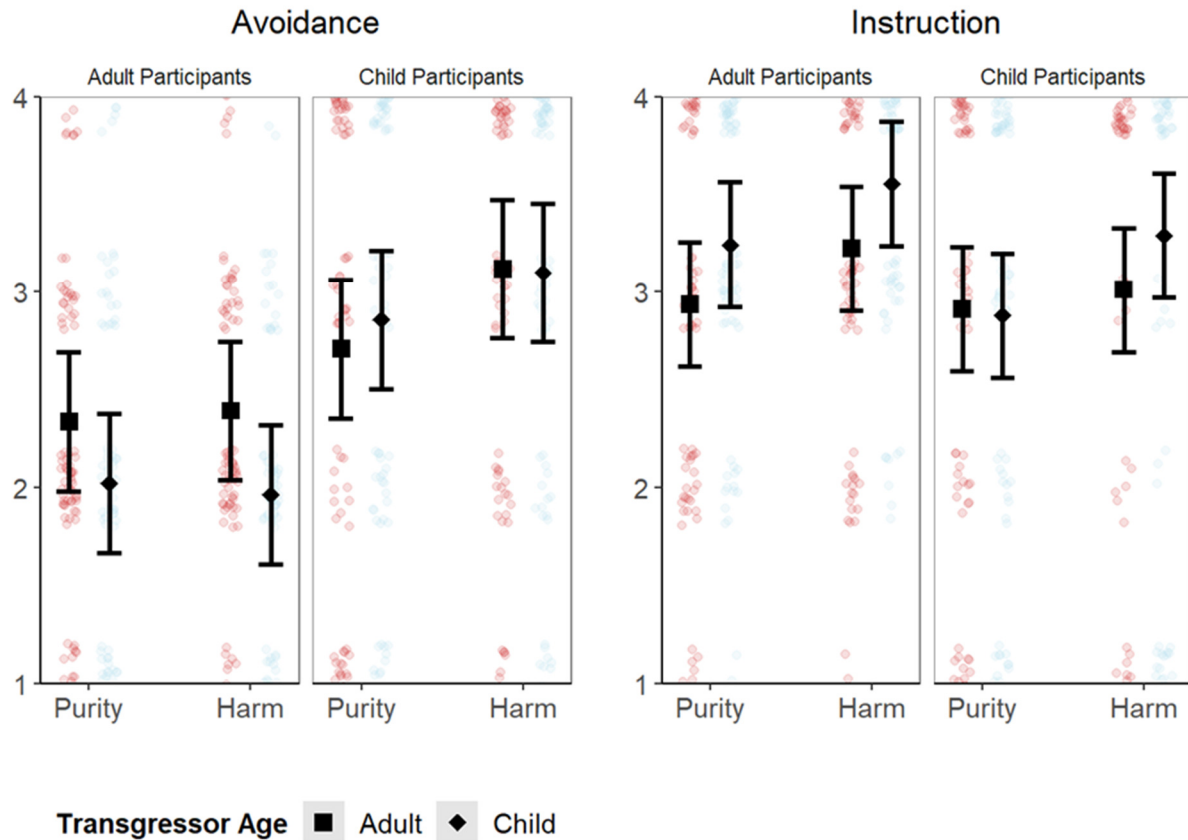 Avoidance Instruction
Adult Participants Child Participants Adult Participants Child Participants
4 4
3 3
2 2
1 1
Purity Harm Purity Harm Purity Harm Purity Harm
Transgressor Age Adult Child